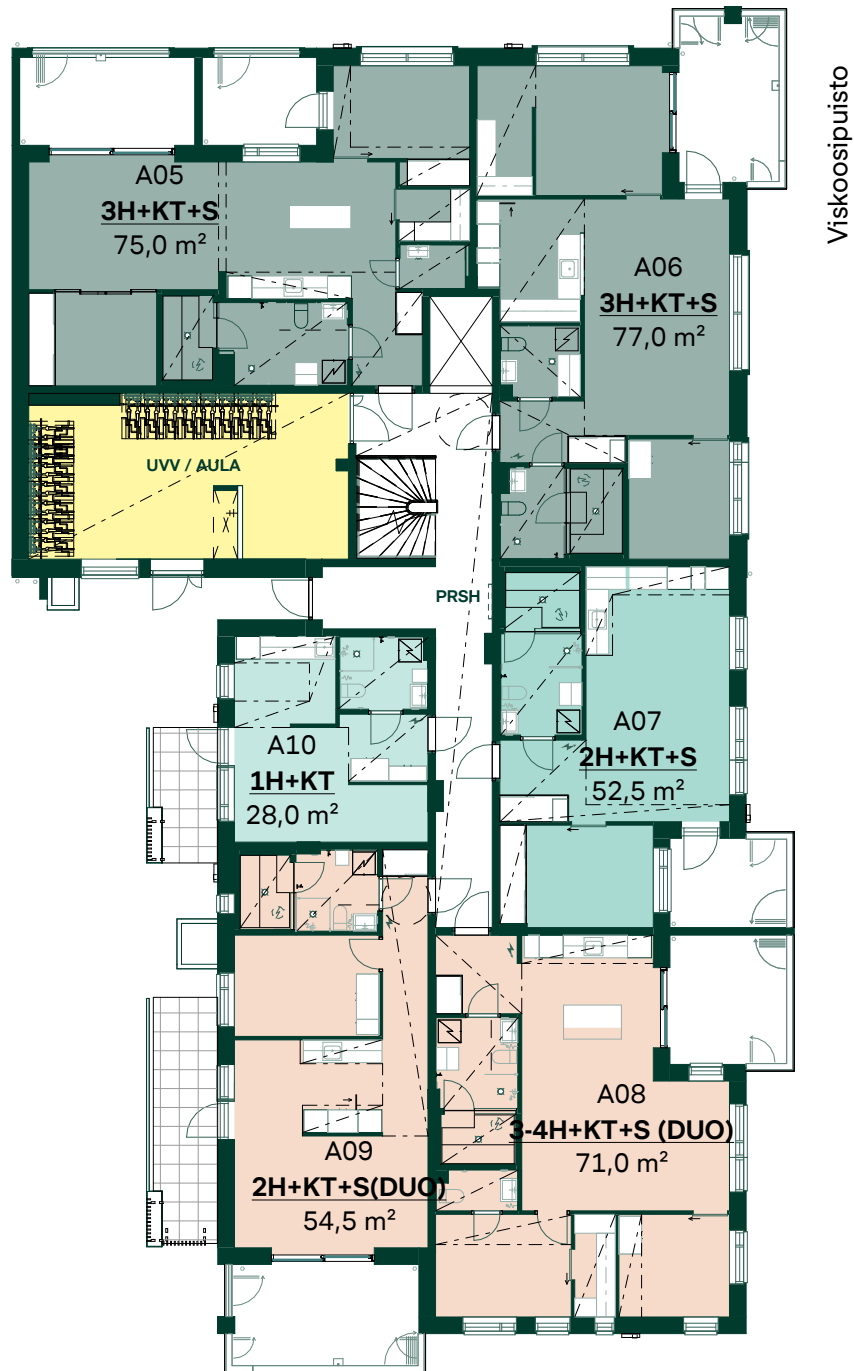 Viskoosipuisto
A05
3H+KT+S
75,0 m²
A06
3H+KT+S
77,0 m²
UVV / AULA
PRSH
A07
2H+KT+S
52,5 m²
A10
1H+KT
28,0 m²
A08
3-4H+KT+S (DUO)
71,0 m²
A09
2H+KT+S(DUO)
54,5 m²